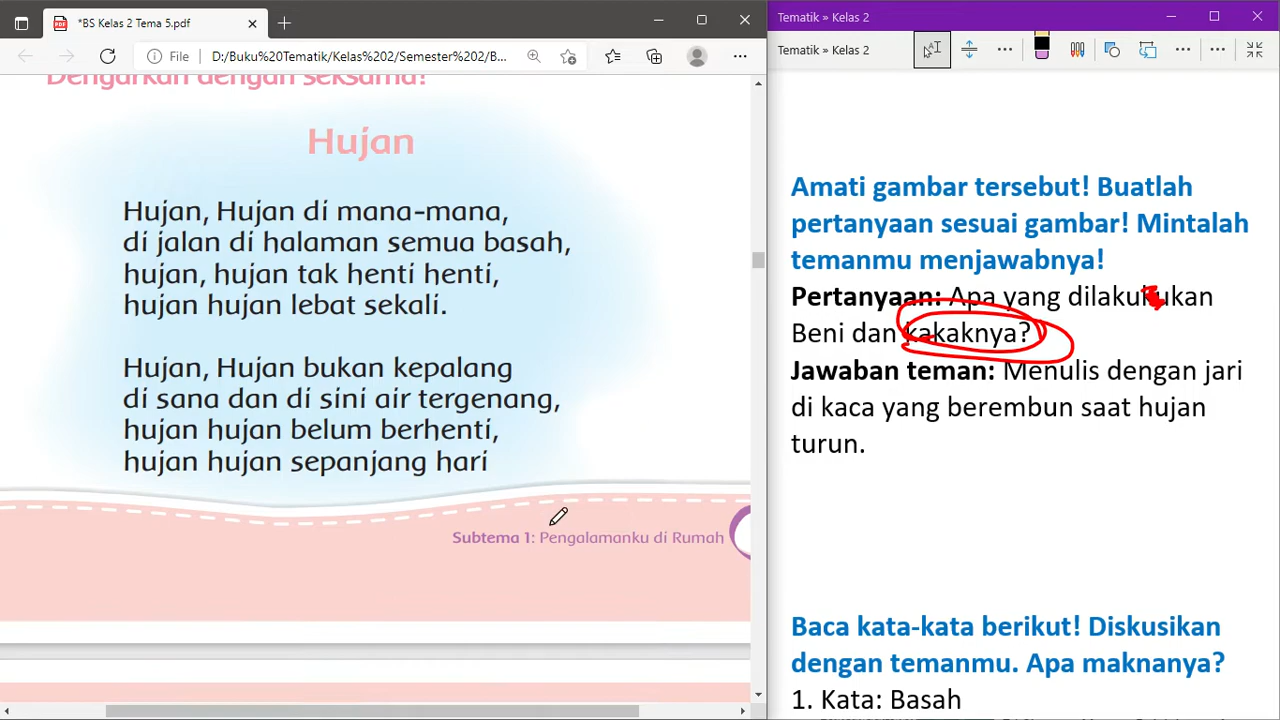 *BS Kelas 2 Tema 5.pdf
File
D:/Buku%20Tematik/Kelas%202/Semester%202/B...
Dengarkan dengan seksama!
Hujan
Hujan, Hujan di mana-mana,
di jalan di halaman semua basah,
hujan, hujan tak henti henti,
hujan hujan lebat sekali.
Hujan, Hujan bukan kepalang
di sana dan di sini air tergenang,
hujan hujan belum berhenti,
hujan hujan sepanjang hari
Subtema 1: Pengalamanku di Rumah
Tematik » Kelas 2
Tematik » Kelas 2
Amati gambar tersebut! Buatlah
pertanyaan sesuai gambar! Mintalah
temanmu menjawabnya!
Pertanyaan: Apa yang dilakukukan
Beni dan kakaknya?
Jawaban teman: Menulis dengan jari
di kaca yang berembun saat hujan
turun.
Baca kata-kata berikut! Diskusikan
dengan temanmu. Apa maknanya?
1. Kata: Basah